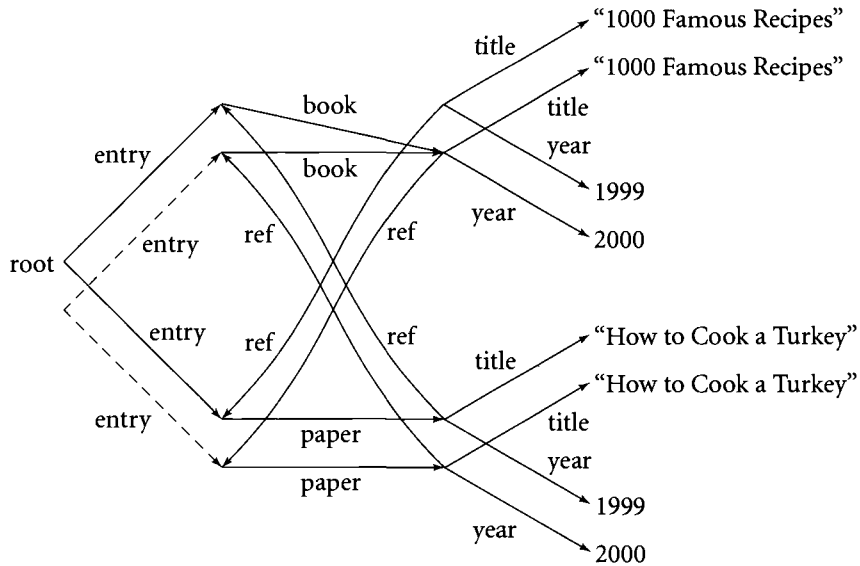 “1000 Famous Recipes”
title
“1000 Famous Recipes”
book
title
entry
year
book
1999
year
ref
ref
2000
entry
root
entry
ref
ref
“How to Cook a Turkey”
title
“How to Cook a Turkey”
entry
title
paper
year
paper
1999
year
2000